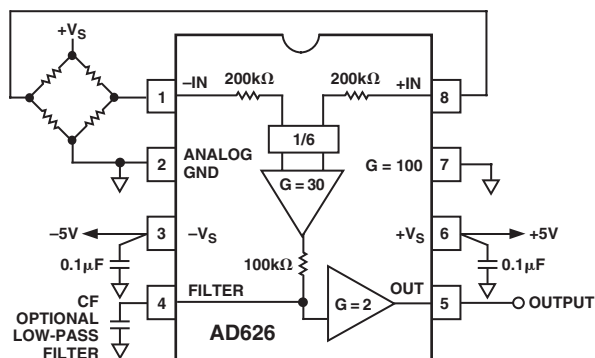 +VS
–IN
200kΩ
200kΩ
+IN
1
8
1/6
2
ANALOG
GND
G = 30
G = 100
7
–5V
3
–VS
+VS
6
+5V
0.1µF
100kΩ
0.1µF
CF
OPTIONAL
LOW-PASS
FILTER
4
FILTER
G = 2
OUT
5
OUTPUT
AD626